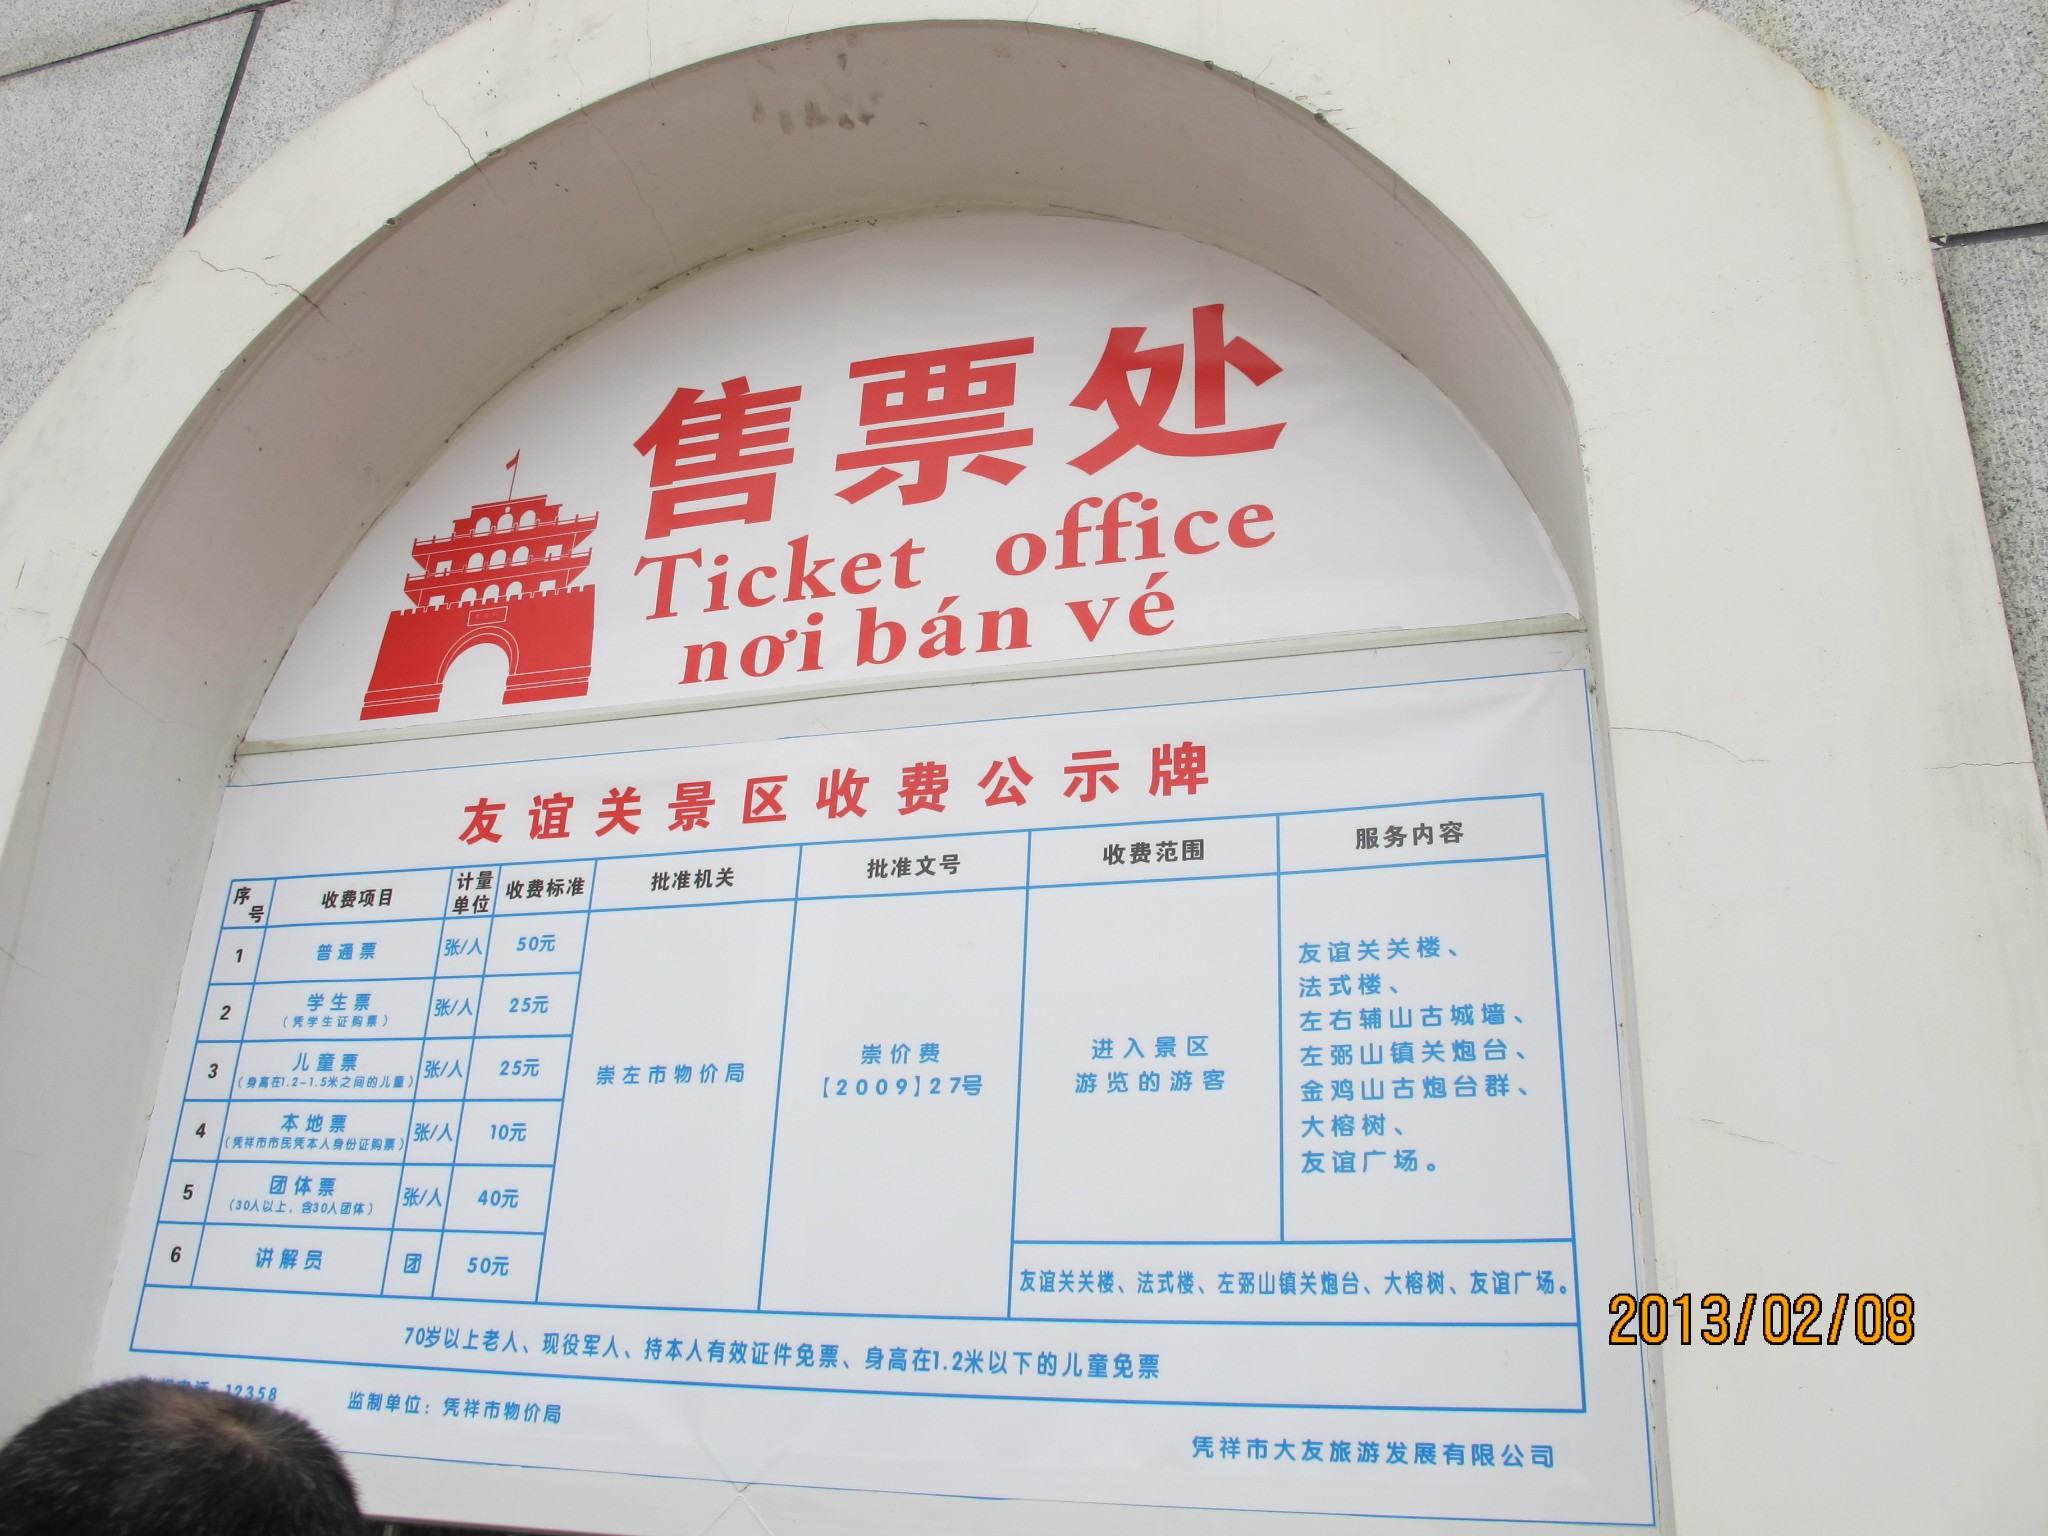 售票处
Ticket office
nơi bán vé
友谊关景区收费公示牌
序号 收费项目 计量单位 收费标准 批准机关 批准文号 收费范围 服务内容
1 普通票 张/人 50元
2 学生票 张/人 25元
(凭学生证购票)
3 儿童票 张/人 25元
(身高在1.2-1.5米之间的儿童)
4 本地票 张/人 10元
(凭祥市市民凭本人身份证购票)
5 团体票 张/人 40元
(30人以上，含30人团体)
6 讲解员 团 50元
崇左市物价局
崇价费
【2009】27号
进入景区
游览的游客
友谊关关楼、
法式楼、
左右辅山古城墙、
左弼山镇关炮台、
金鸡山古炮台群、
大榕树、
友谊广场。
友谊关关楼、法式楼、左弼山镇关炮台、大榕树、友谊广场。
70岁以上老人、现役军人、持本人有效证件免票、身高在1.2米以下的儿童免票
12358 监制单位：凭祥市物价局
凭祥市大友旅游发展有限公司
2013/02/08